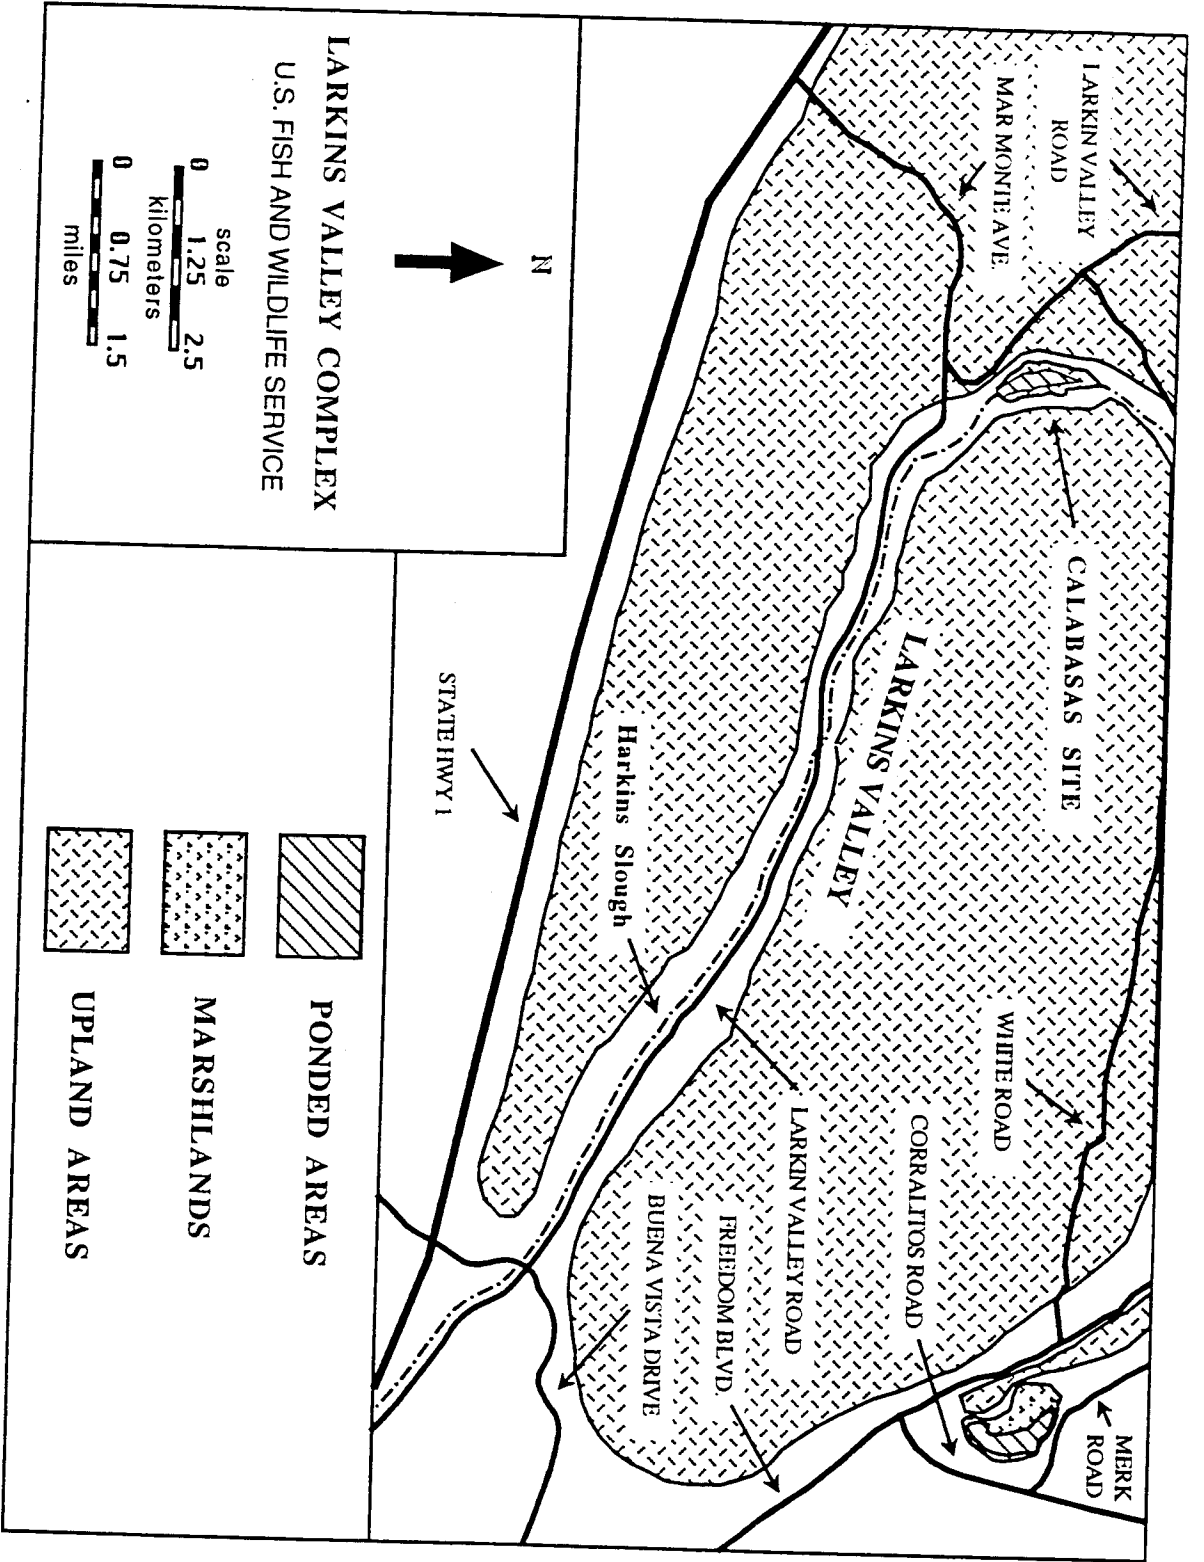 LARKIN VALLEY
ROAD
MAR MONTE AVE.
CALABASAS SITE
LARKINS VALLEY
WHITE ROAD
MERK
ROAD
CORRALITOS ROAD
LARKIN VALLEY ROAD
FREEDOM BLVD.
BUENA VISTA DRIVE
Harkins Slough
STATE HWY 1
N
LARKINS VALLEY COMPLEX
U.S. FISH AND WILDLIFE SERVICE
scale
0 1.25 2.5
kilometers
0 0.75 1.5
miles
PONDED AREAS
MARSHLANDS
UPLAND AREAS